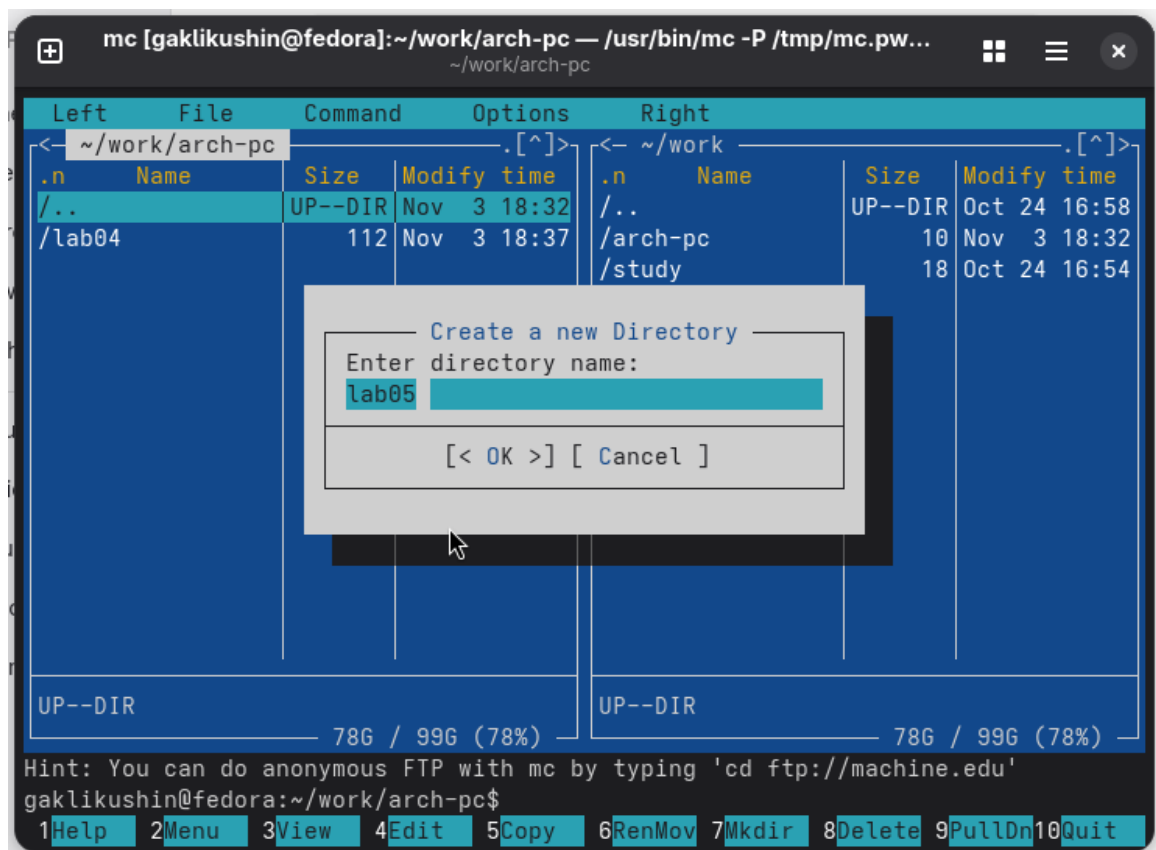 mc [gaklikushin@fedora]:~/work/arch-pc — /usr/bin/mc -P /tmp/mc.pw...
~/work/arch-pc
Left File Command Options Right
<─ ~/work/arch-pc ─.[^]>┐ <─ ~/work ─.[^]>┐
.n Name Size Modify time .n Name Size Modify time
/.. UP--DIR Nov 3 18:32 /.. UP--DIR Oct 24 16:58
/lab04 112 Nov 3 18:37 /arch-pc 10 Nov 3 18:32
/study 18 Oct 24 16:54
Create a new Directory
Enter directory name:
lab05
[< OK >] [ Cancel ]
UP--DIR UP--DIR
78G / 99G (78%) 78G / 99G (78%)
Hint: You can do anonymous FTP with mc by typing 'cd ftp://machine.edu'
gaklikushin@fedora:~/work/arch-pc$
1Help 2Menu 3View 4Edit 5Copy 6RenMov 7Mkdir 8Delete 9PullDn 10Quit